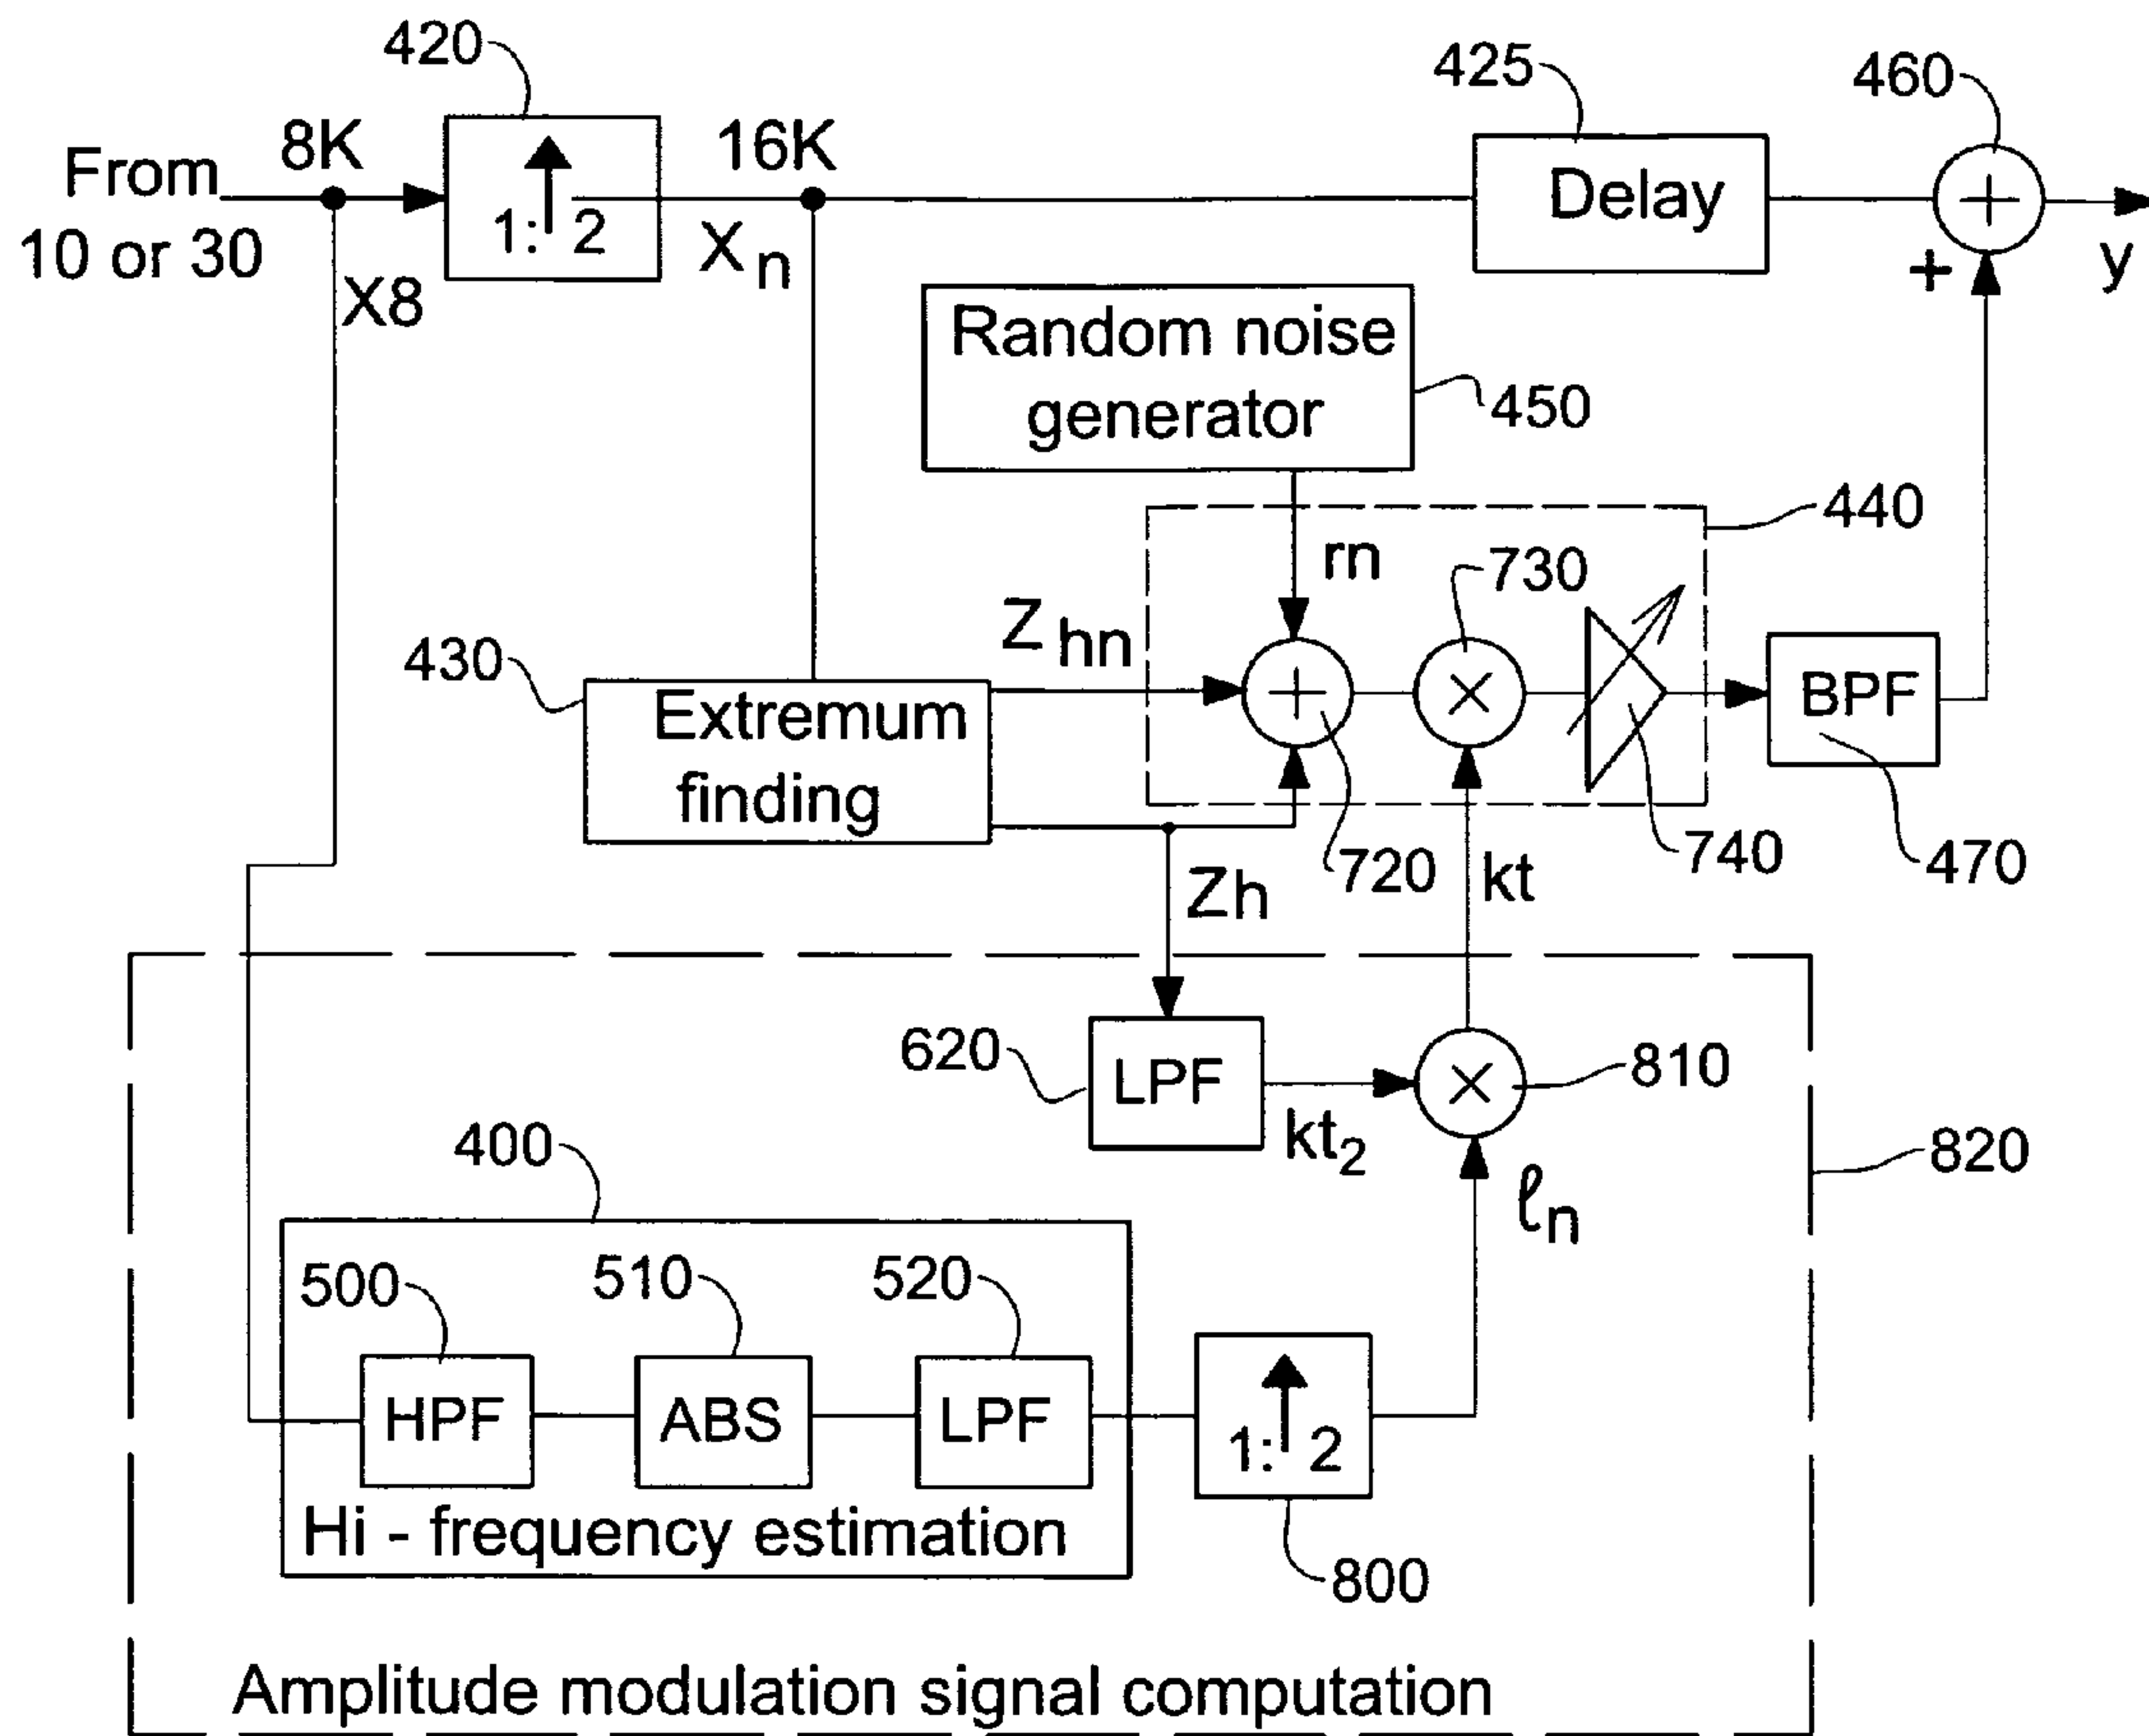 420
425
460
From
8K
16K
10 or 30
X8
1: 2
Xn
Delay
+
+
y
Random noise
generator
450
440
rn
730
Zhn
430
Extremum
finding
+
×
BPF
720
740
470
Zh
kt
620
LPF
×
810
kt2
820
400
ℓn
500
510
520
HPF
ABS
LPF
1: 2
Hi - frequency estimation
800
Amplitude modulation signal computation